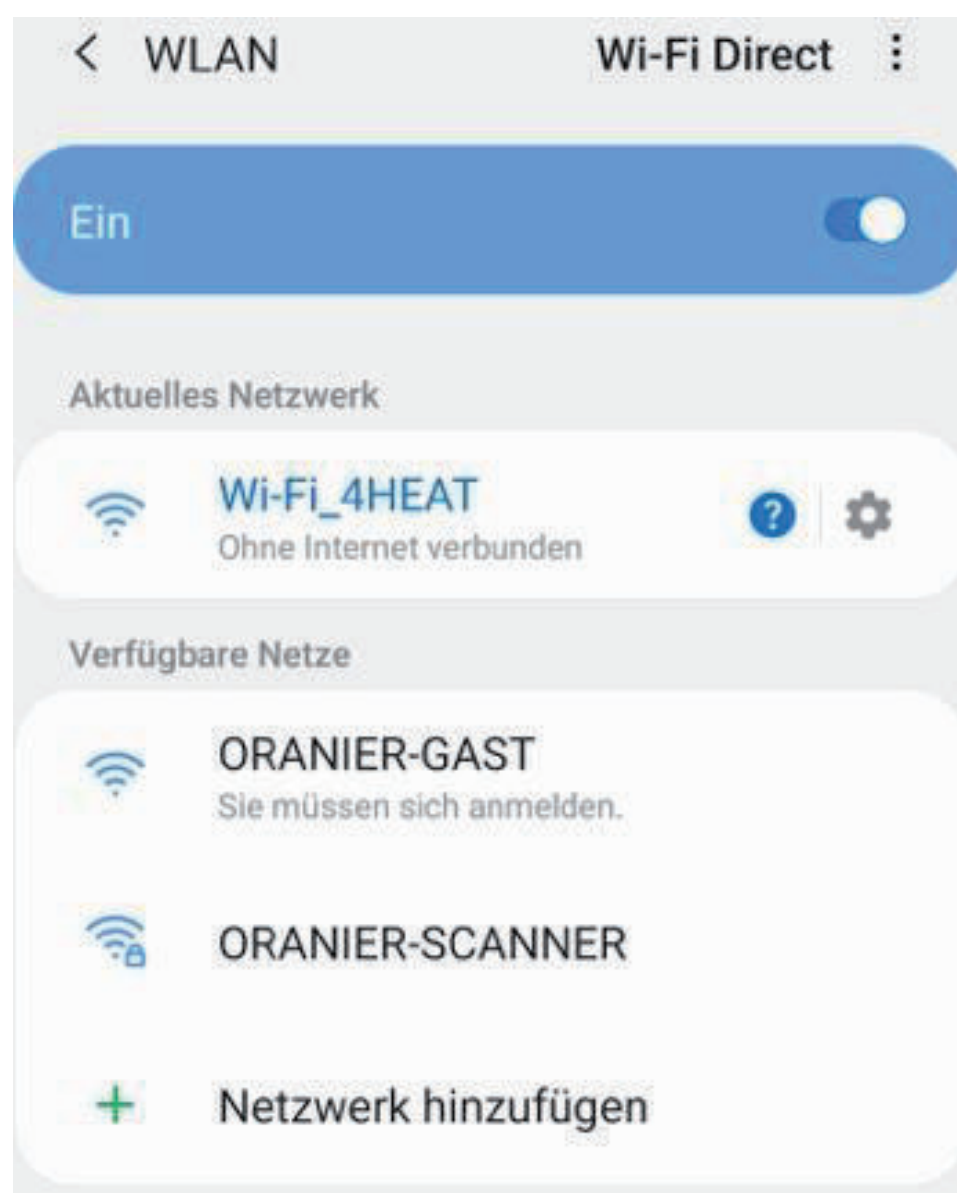 WLAN Wi-Fi Direct
Ein
Aktuelles Netzwerk
Wi-Fi_4HEAT
Ohne Internet verbunden
Verfügbare Netze
ORANIER-GAST
Sie müssen sich anmelden.
ORANIER-SCANNER
Netzwerk hinzufügen